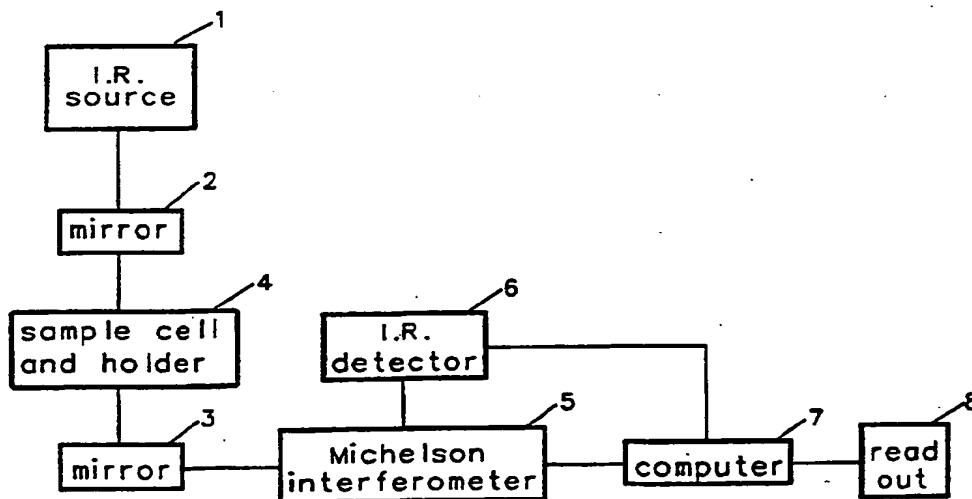 1
I.R.
source
2
mirror
4
sample cell
and holder
6
I.R.
detector
3
mirror
5
Michelson
interferometer
7
computer
8
read
out